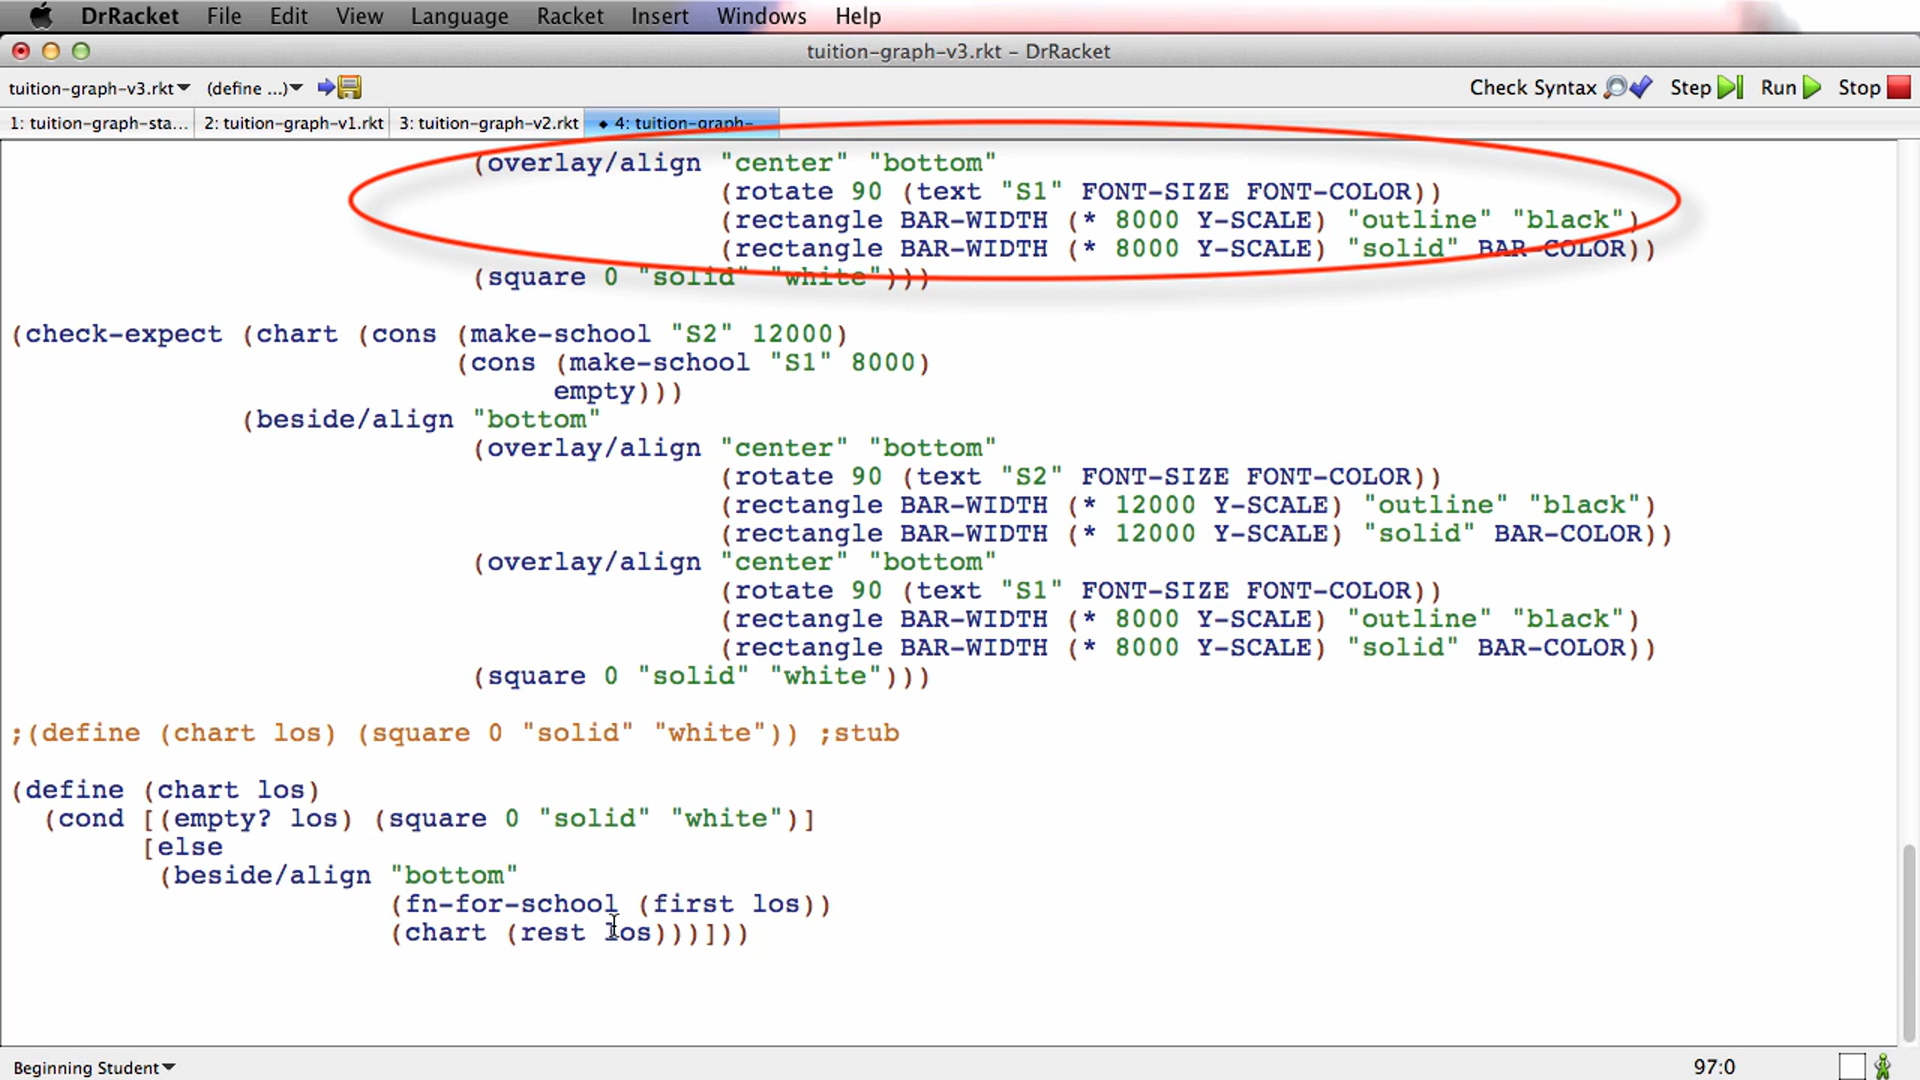 DrRacket File Edit View Language Racket Insert Windows Help
tuition-graph-v3.rkt - DrRacket
tuition-graph-v3.rkt (define ...) Check Syntax Step Run Stop
1: tuition-graph-sta... 2: tuition-graph-v1.rkt 3: tuition-graph-v2.rkt 4: tuition-graph-
(overlay/align "center" "bottom"
(rotate 90 (text "S1" FONT-SIZE FONT-COLOR))
(rectangle BAR-WIDTH (* 8000 Y-SCALE) "outline" "black")
(rectangle BAR-WIDTH (* 8000 Y-SCALE) "solid" BAR-COLOR))
(square 0 "solid" "white")))
(check-expect (chart (cons (make-school "S2" 12000)
(cons (make-school "S1" 8000)
empty)))
(beside/align "bottom"
(overlay/align "center" "bottom"
(rotate 90 (text "S2" FONT-SIZE FONT-COLOR))
(rectangle BAR-WIDTH (* 12000 Y-SCALE) "outline" "black")
(rectangle BAR-WIDTH (* 12000 Y-SCALE) "solid" BAR-COLOR))
(overlay/align "center" "bottom"
(rotate 90 (text "S1" FONT-SIZE FONT-COLOR))
(rectangle BAR-WIDTH (* 8000 Y-SCALE) "outline" "black")
(rectangle BAR-WIDTH (* 8000 Y-SCALE) "solid" BAR-COLOR))
(square 0 "solid" "white")))
;(define (chart los) (square 0 "solid" "white")) ;stub
(define (chart los)
(cond [(empty? los) (square 0 "solid" "white")]
[else
(beside/align "bottom"
(fn-for-school (first los))
(chart (rest los)))]))
Beginning Student 97:0